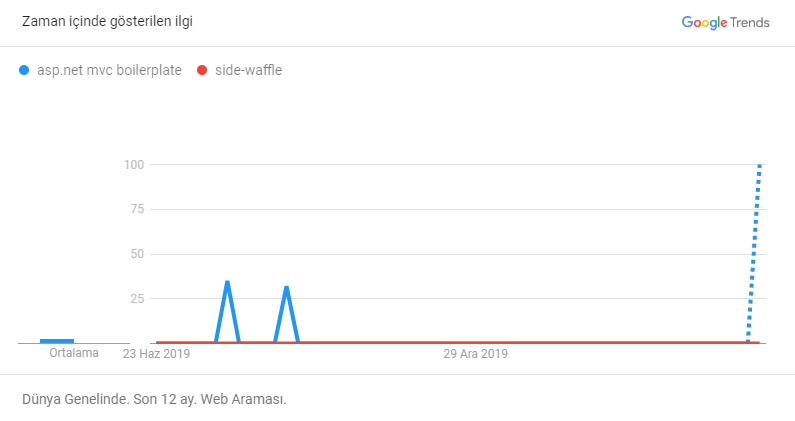 Zaman içinde gösterilen ilgi
Google Trends
asp.net mvc boilerplate side-waffle
100
75
50
25
Ortalama 23 Haz 2019 29 Ara 2019
Dünya Genelinde. Son 12 ay. Web Araması.